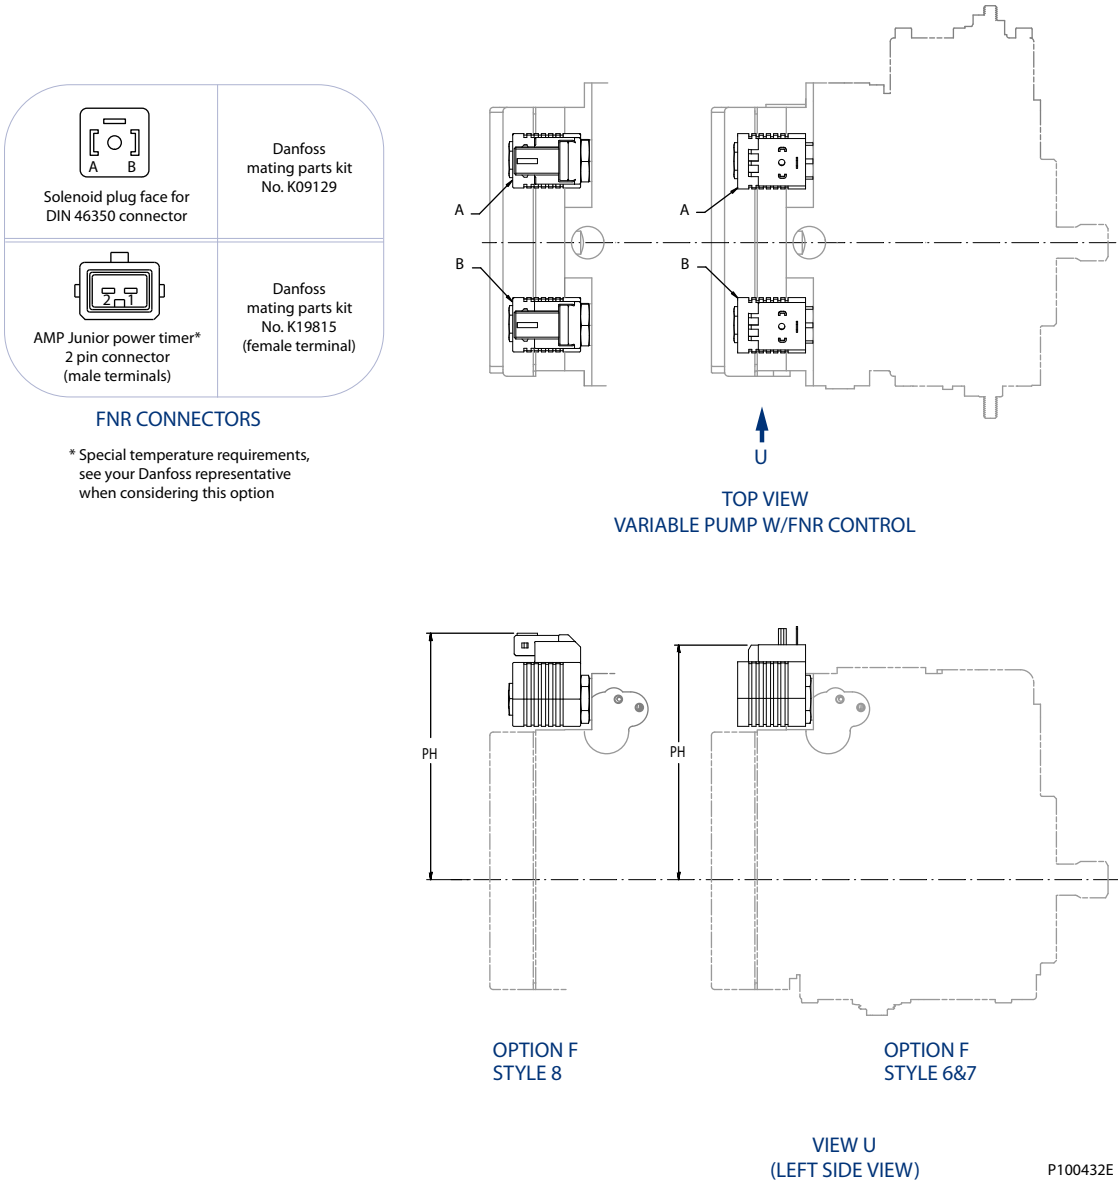 A B
Solenoid plug face for
DIN 46350 connector
Danfoss
mating parts kit
No. K09129
2 1
AMP Junior power timer*
2 pin connector
(male terminals)
Danfoss
mating parts kit
No. K19815
(female terminal)
FNR CONNECTORS
* Special temperature requirements,
see your Danfoss representative
when considering this option
A
B
A
B
U
TOP VIEW
VARIABLE PUMP W/FNR CONTROL
PH
PH
OPTION F
STYLE 8
OPTION F
STYLE 6&7
VIEW U
(LEFT SIDE VIEW)
P100432E